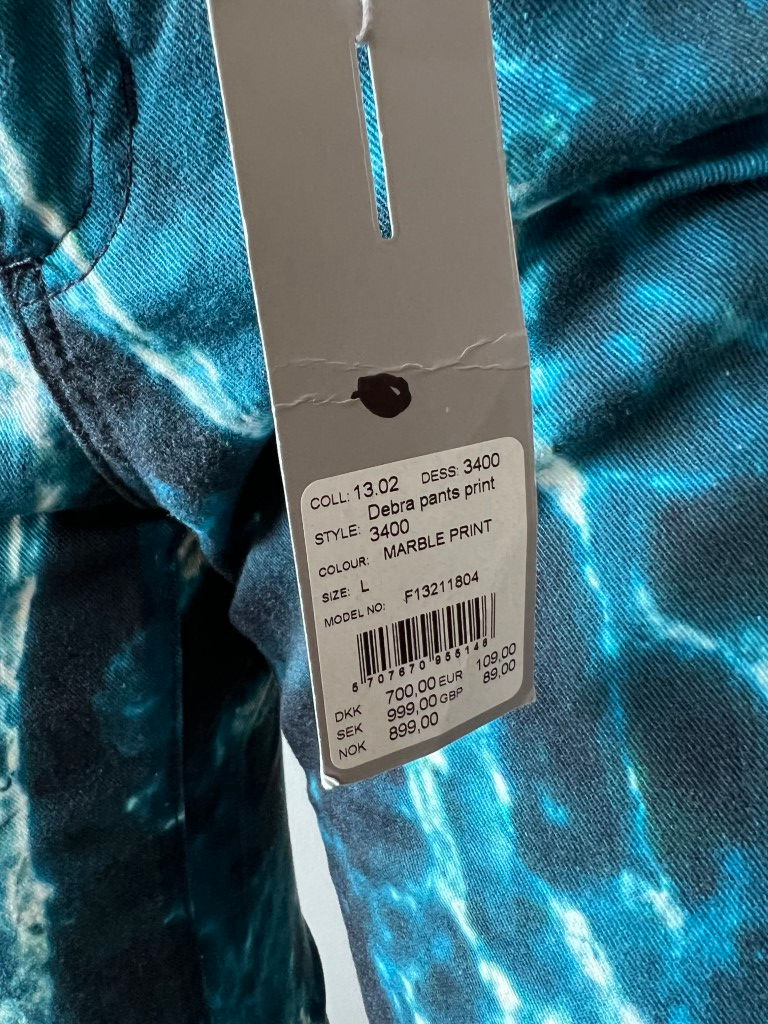 COLL: 13.02 DESS: 3400
Debra pants print
STYLE: 3400
COLOUR: MARBLE PRINT
SIZE: L
MODEL NO: F13211804
5 707670 955146
DKK 700,00 EUR 109,00
SEK 999,00 GBP 89,00
NOK 899,00